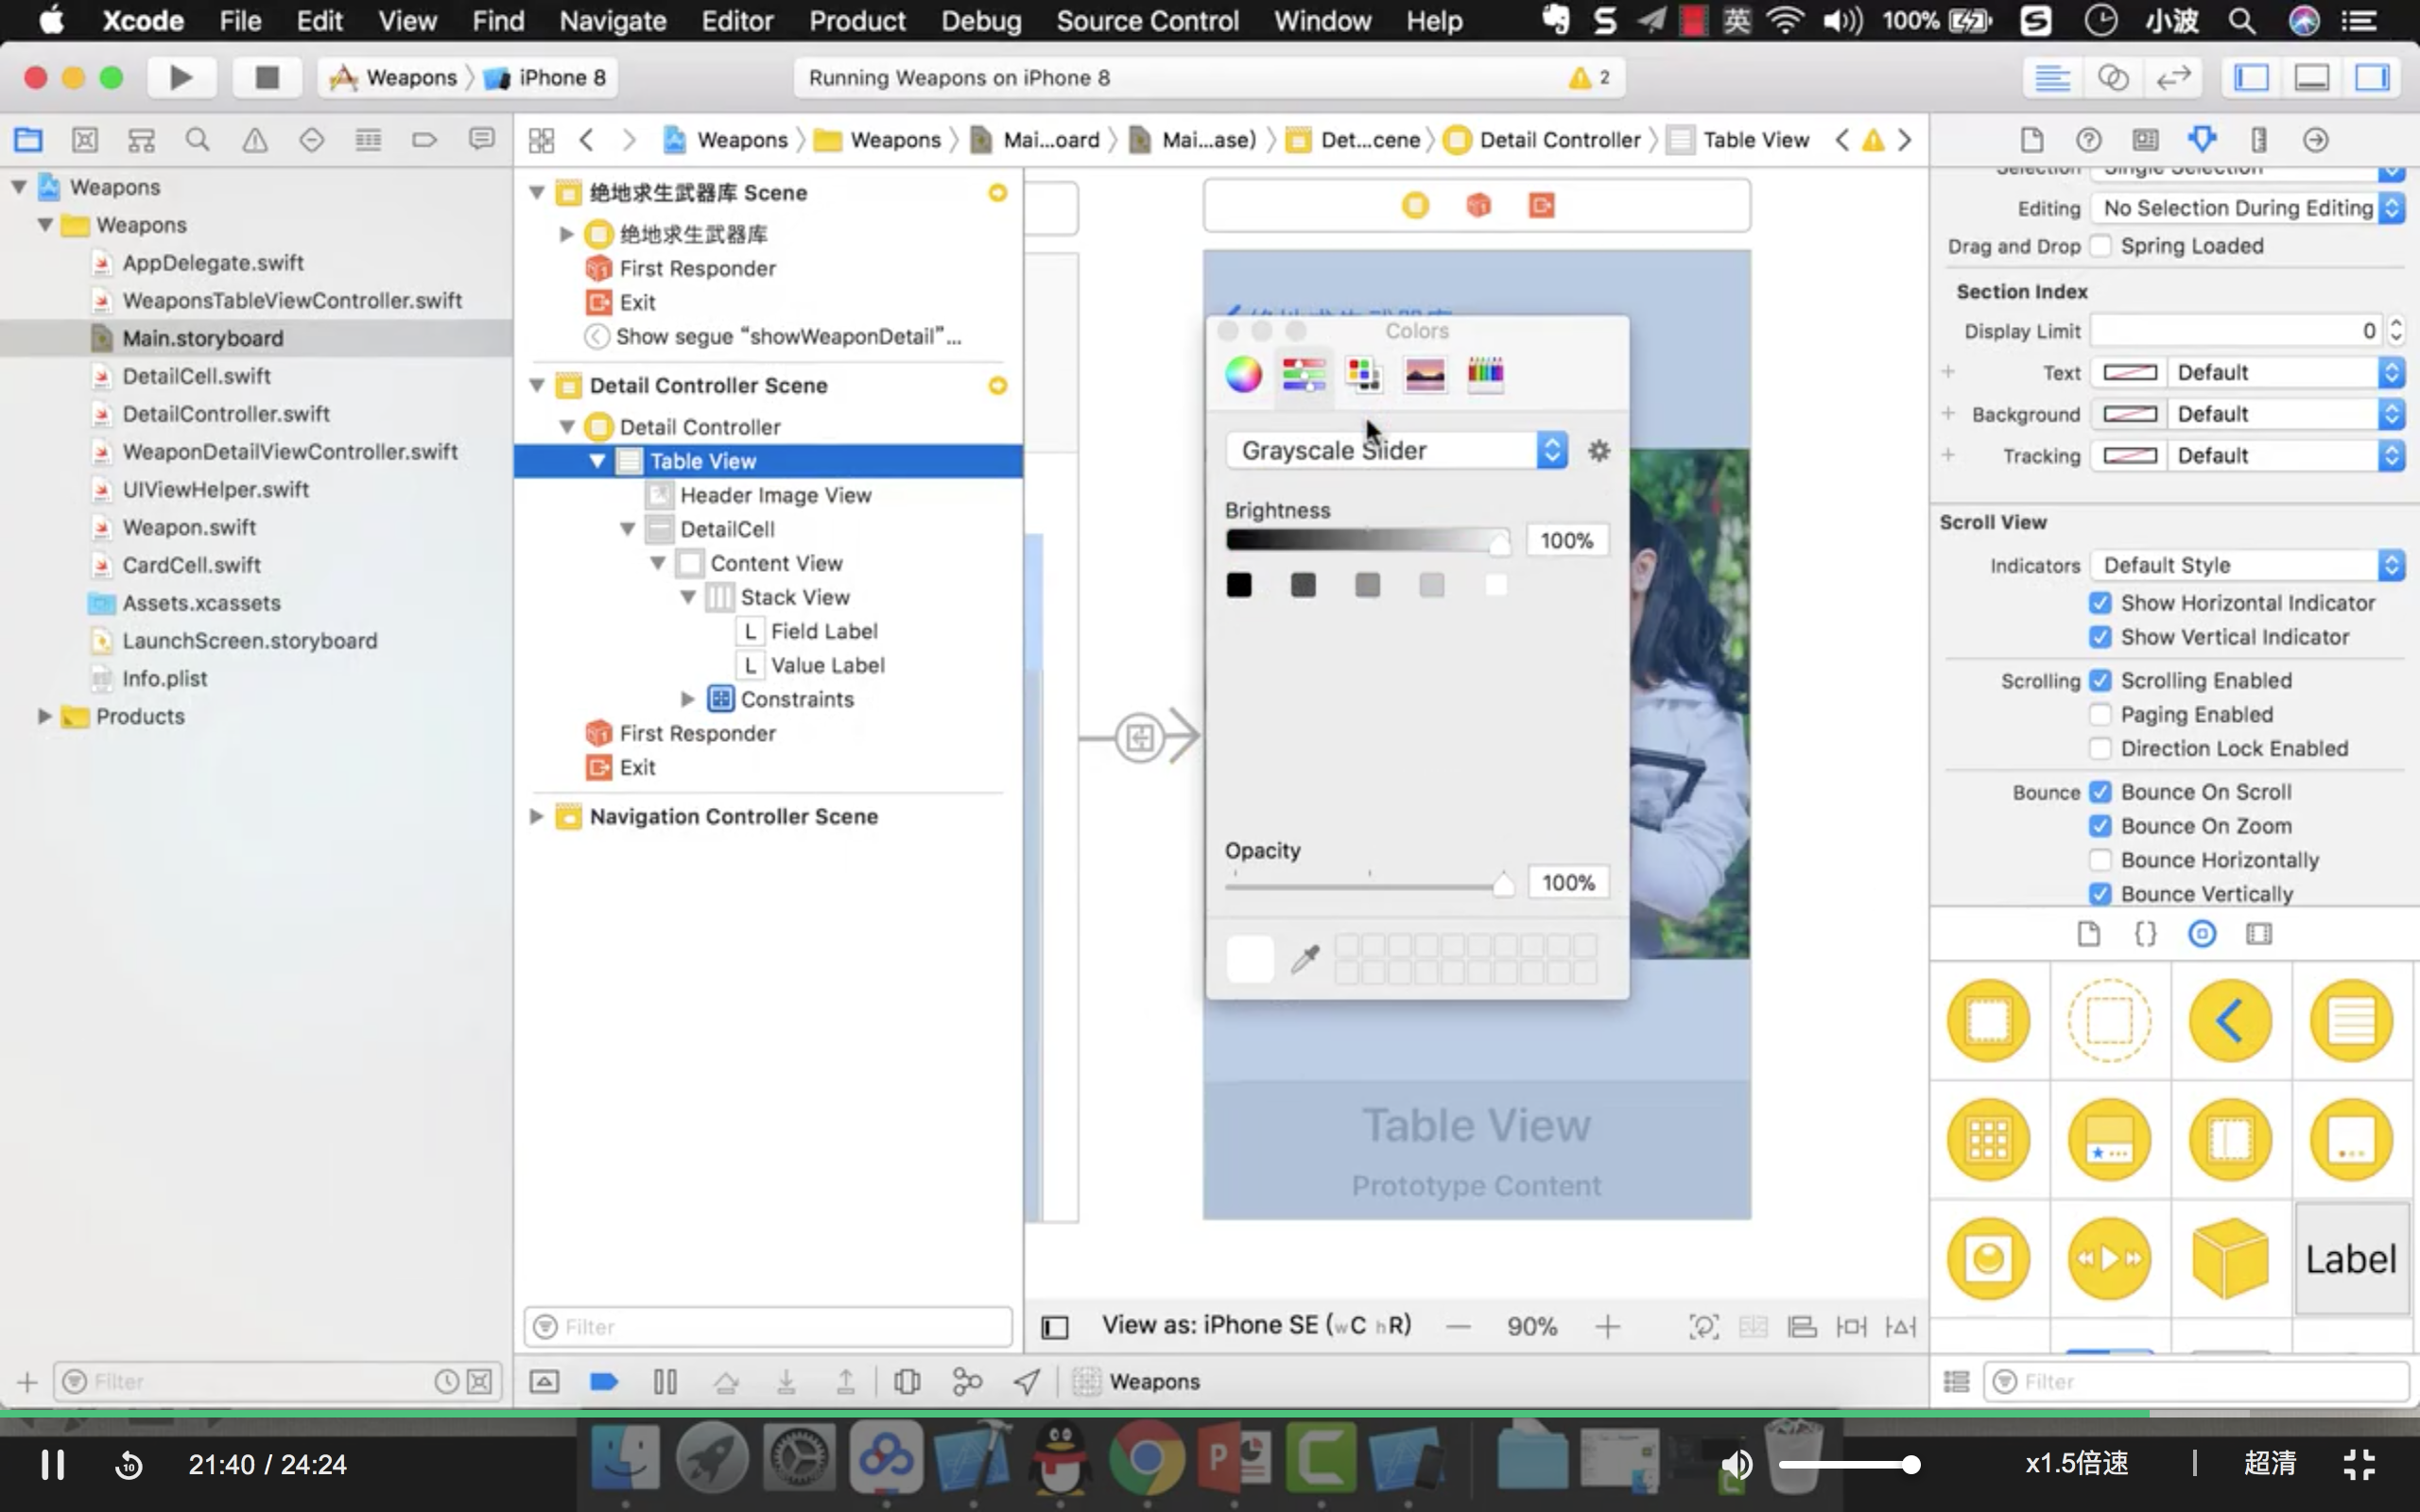 Xcode File Edit View Find Navigate Editor Product Debug Source Control Window Help 英 100% 小波
Weapons 〉 iPhone 8
Running Weapons on iPhone 8
2
Weapons 〉 Weapons 〉 Mai...oard 〉 Mai...ase) 〉 Det...cene 〉 Detail Controller 〉 Table View
Weapons
Weapons
AppDelegate.swift
WeaponsTableViewController.swift
Main.storyboard
DetailCell.swift
DetailController.swift
WeaponDetailViewController.swift
UIViewHelper.swift
Weapon.swift
CardCell.swift
Assets.xcassets
LaunchScreen.storyboard
Info.plist
Products
Filter
绝地求生武器库 Scene
绝地求生武器库
First Responder
Exit
Show segue “showWeaponDetail”...
Detail Controller Scene
Detail Controller
Table View
Header Image View
DetailCell
Content View
Stack View
L Field Label
L Value Label
Constraints
First Responder
Exit
Navigation Controller Scene
Filter
Colors
Grayscale Slider
Brightness
100%
Opacity
100%
Table View
Prototype Content
View as: iPhone SE (wC hR) — 90% +
Weapons
Selection Single Selection
Editing No Selection During Editing
Drag and Drop Spring Loaded
Section Index
Display Limit 0
+ Text Default
+ Background Default
+ Tracking Default
Scroll View
Indicators Default Style
Show Horizontal Indicator
Show Vertical Indicator
Scrolling Scrolling Enabled
Paging Enabled
Direction Lock Enabled
Bounce Bounce On Scroll
Bounce On Zoom
Bounce Horizontally
Bounce Vertically
{}
Label
Filter
10 21:40 / 24:24
x1.5倍速 | 超清